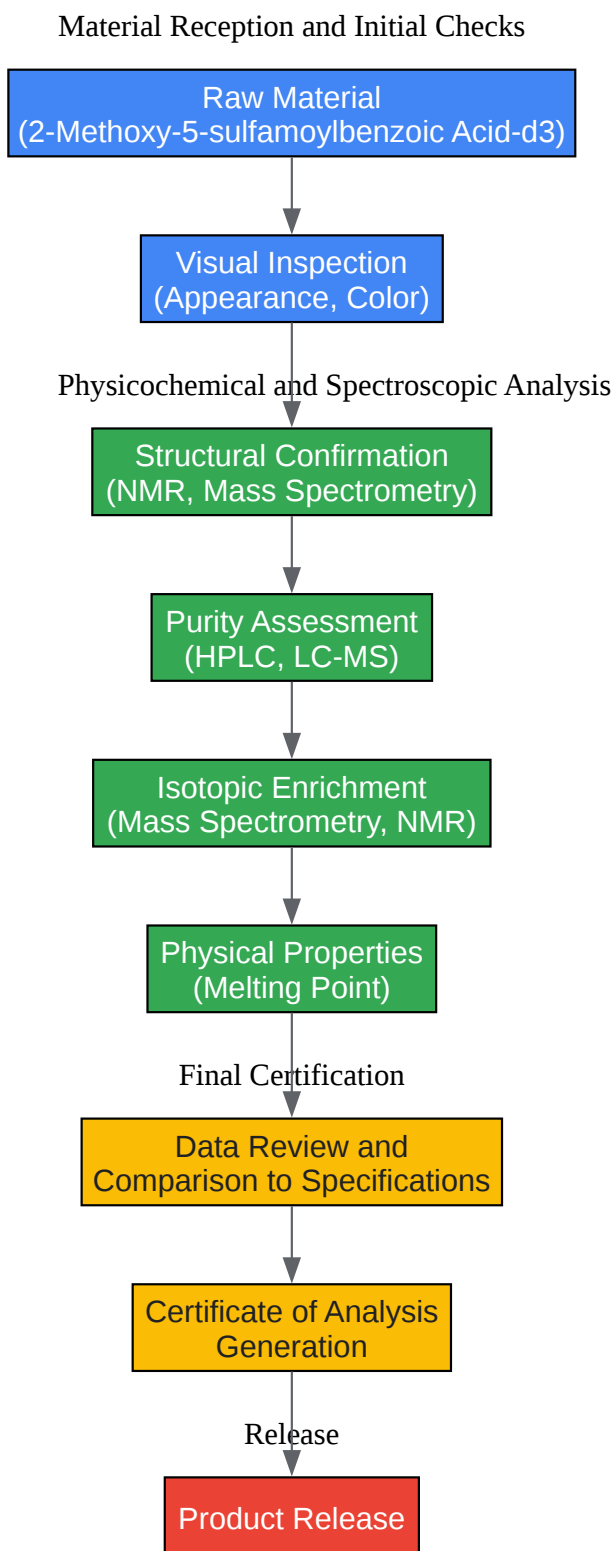 Material Reception and Initial Checks
Raw Material
(2-Methoxy-5-sulfamoylbenzoic Acid-d3)
Visual Inspection
(Appearance, Color)
Physicochemical and Spectroscopic Analysis
Structural Confirmation
(NMR, Mass Spectrometry)
Purity Assessment
(HPLC, LC-MS)
Isotopic Enrichment
(Mass Spectrometry, NMR)
Physical Properties
(Melting Point)
Final Certification
Data Review and
Comparison to Specifications
Certificate of Analysis
Generation
Release
Product Release